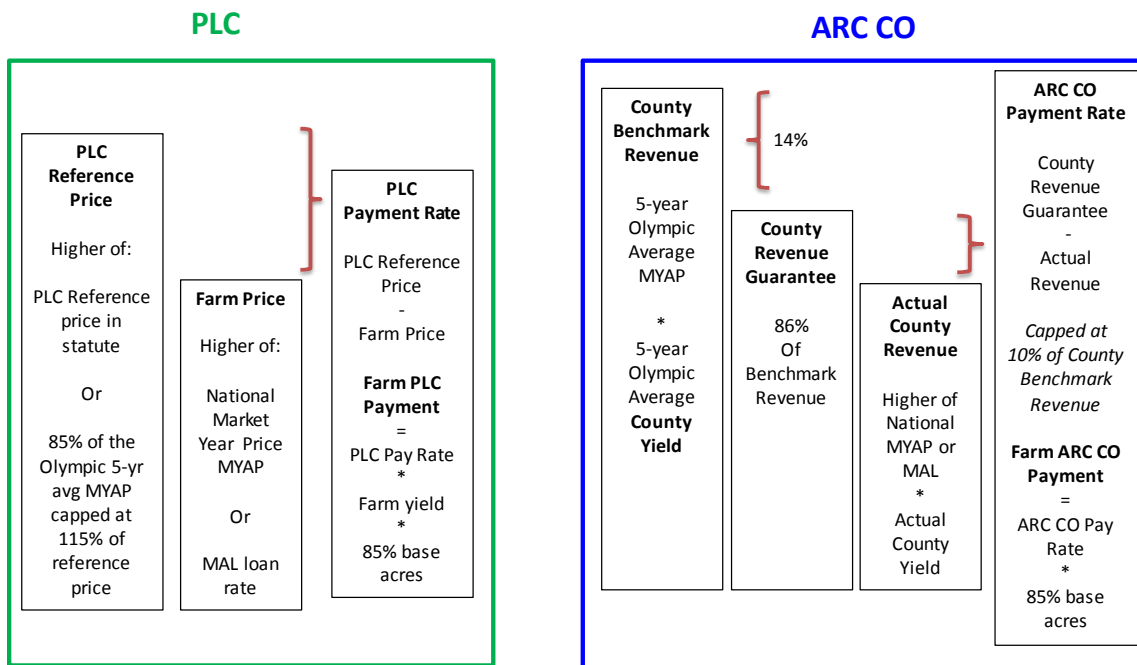 PLC
PLC
Reference
Price
Higher of:
PLC Reference
price in
statute
Or
85% of the
Olympic 5-yr
avg MYAP
capped at
115% of
reference
price
Farm Price
Higher of:
National
Market
Year Price
MYAP
Or
MAL loan
rate
PLC
Payment Rate
PLC Reference
Price
-
Farm Price
Farm PLC
Payment
=
PLC Pay Rate
*
Farm yield
*
85% base
acres
ARC CO
County
Benchmark
Revenue
5-year
Olympic
Average
MYAP
*
5-year
Olympic
Average
County
Yield
14%
County
Revenue
Guarantee
86%
Of
Benchmark
Revenue
Actual
County
Revenue
Higher of
National
MYAP or
MAL
*
Actual
County
Yield
ARC CO
Payment Rate
County
Revenue
Guarantee
-
Actual
Revenue
Capped at
10% of County
Benchmark
Revenue
Farm ARC CO
Payment
=
ARC CO Pay
Rate
*
85% base
acres